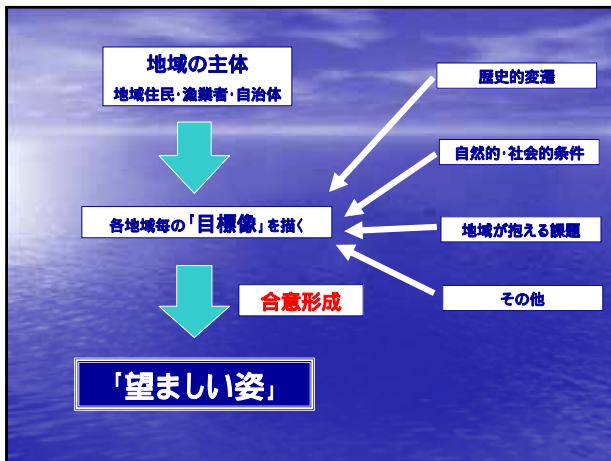 地域の主体
地域住民・漁業者・自治体
歴史的変遷
自然的・社会的条件
各地域毎の「目標像」を描く
地域が抱える課題
合意形成
その他
「望ましい姿」